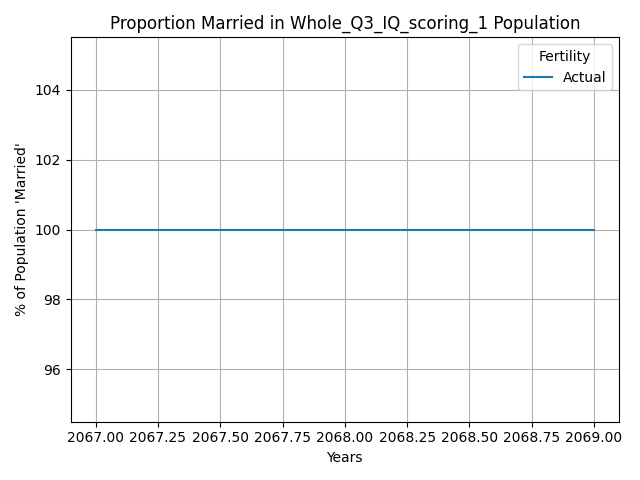 Proportion Married in Whole_Q3_IQ_scoring_1 Population
Fertility
Actual
% of Population 'Married'
104
102
100
98
96
2067.00 2067.25 2067.50 2067.75 2068.00 2068.25 2068.50 2068.75 2069.00
Years